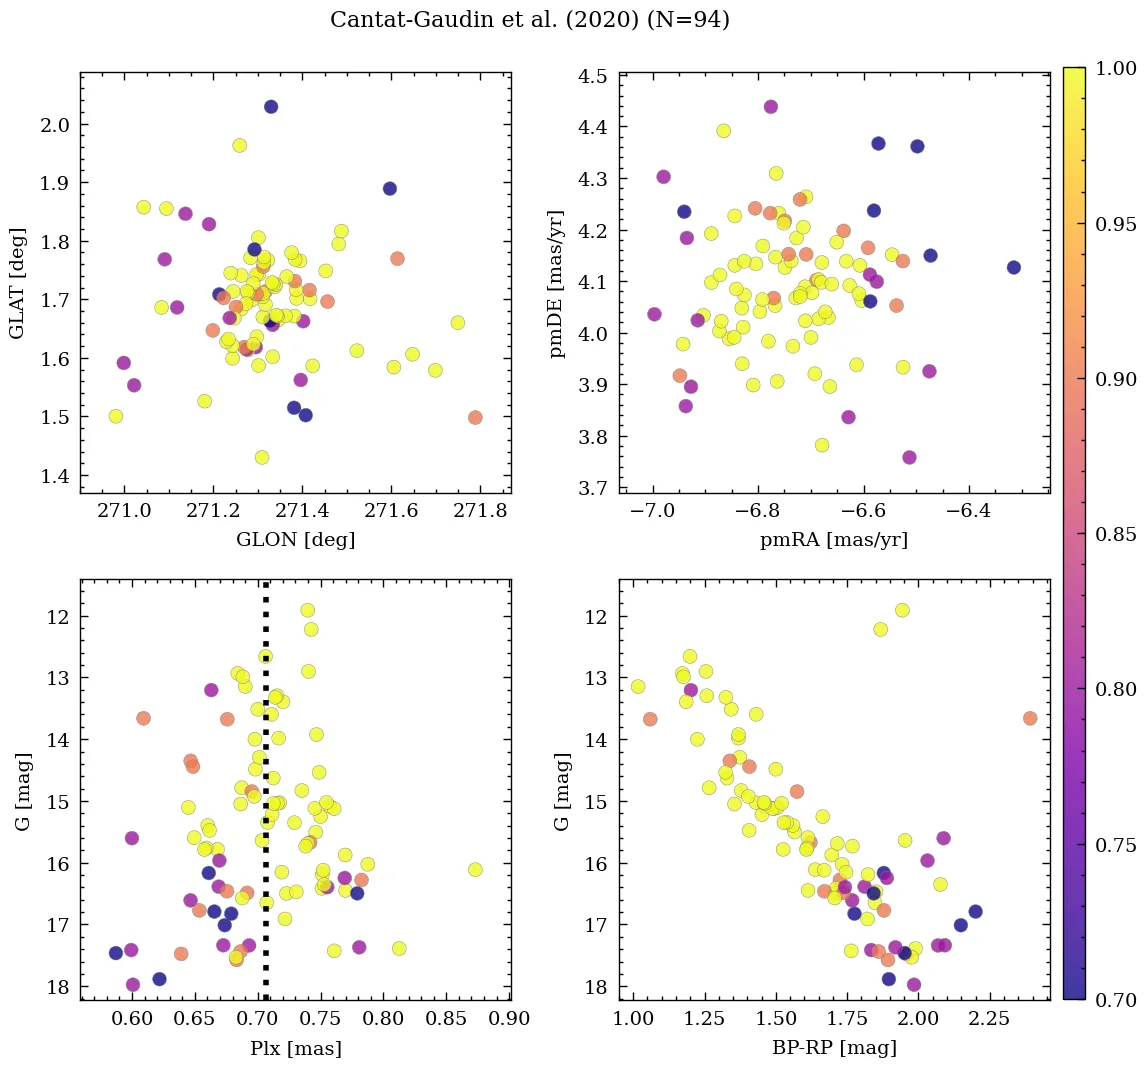 Cantat-Gaudin et al. (2020) (N=94)
2.0
1.9
1.8
1.7
1.6
1.5
1.4
GLAT [deg]
271.0 271.2 271.4 271.6 271.8
GLON [deg]
4.5
4.4
4.3
4.2
4.1
4.0
3.9
3.8
3.7
pmDE [mas/yr]
−7.0 −6.8 −6.6 −6.4
pmRA [mas/yr]
12
13
14
15
16
17
18
G [mag]
0.60 0.65 0.70 0.75 0.80 0.85 0.90
Plx [mas]
12
13
14
15
16
17
18
G [mag]
1.00 1.25 1.50 1.75 2.00 2.25
BP-RP [mag]
1.00
0.95
0.90
0.85
0.80
0.75
0.70